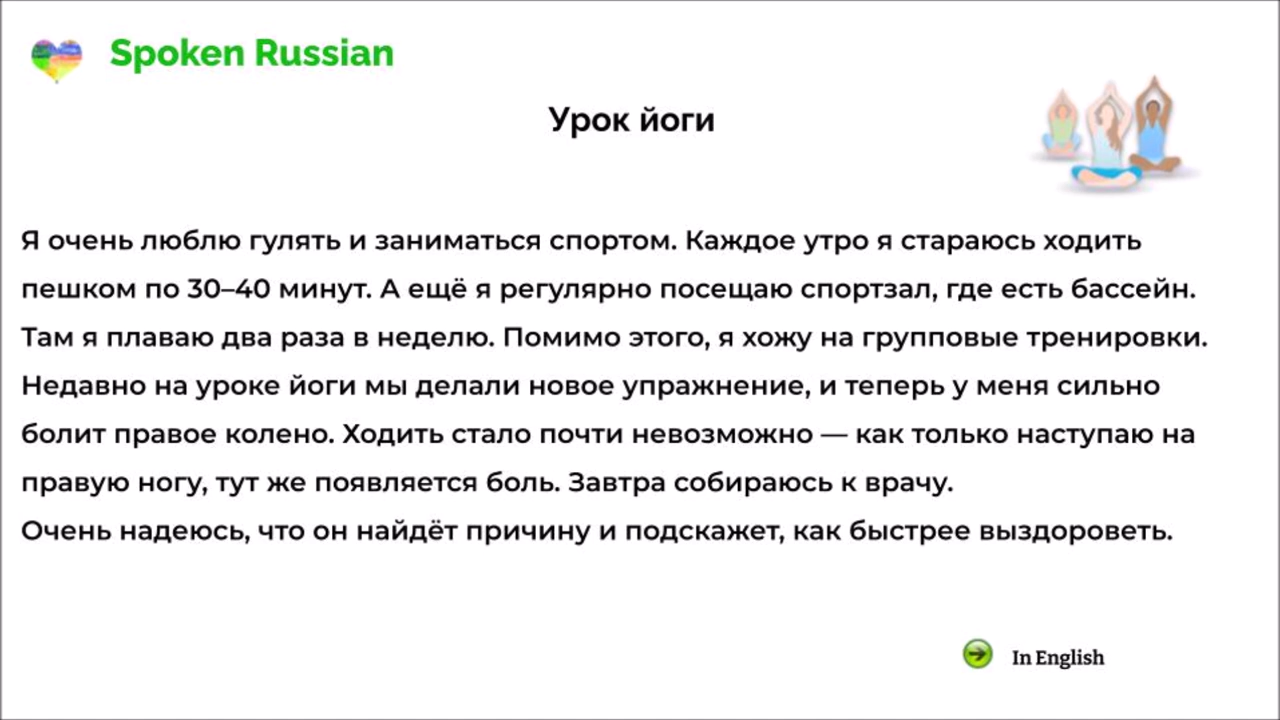 Spoken Russian
Урок йоги
Я очень люблю гулять и заниматься спортом. Каждое утро я стараюсь ходить
пешком по 30–40 минут. А ещё я регулярно посещаю спортзал, где есть бассейн.
Там я плаваю два раза в неделю. Помимо этого, я хожу на групповые тренировки.
Недавно на уроке йоги мы делали новое упражнение, и теперь у меня сильно
болит правое колено. Ходить стало почти невозможно — как только наступаю на
правую ногу, тут же появляется боль. Завтра собираюсь к врачу.
Очень надеюсь, что он найдёт причину и подскажет, как быстрее выздороветь.
In English